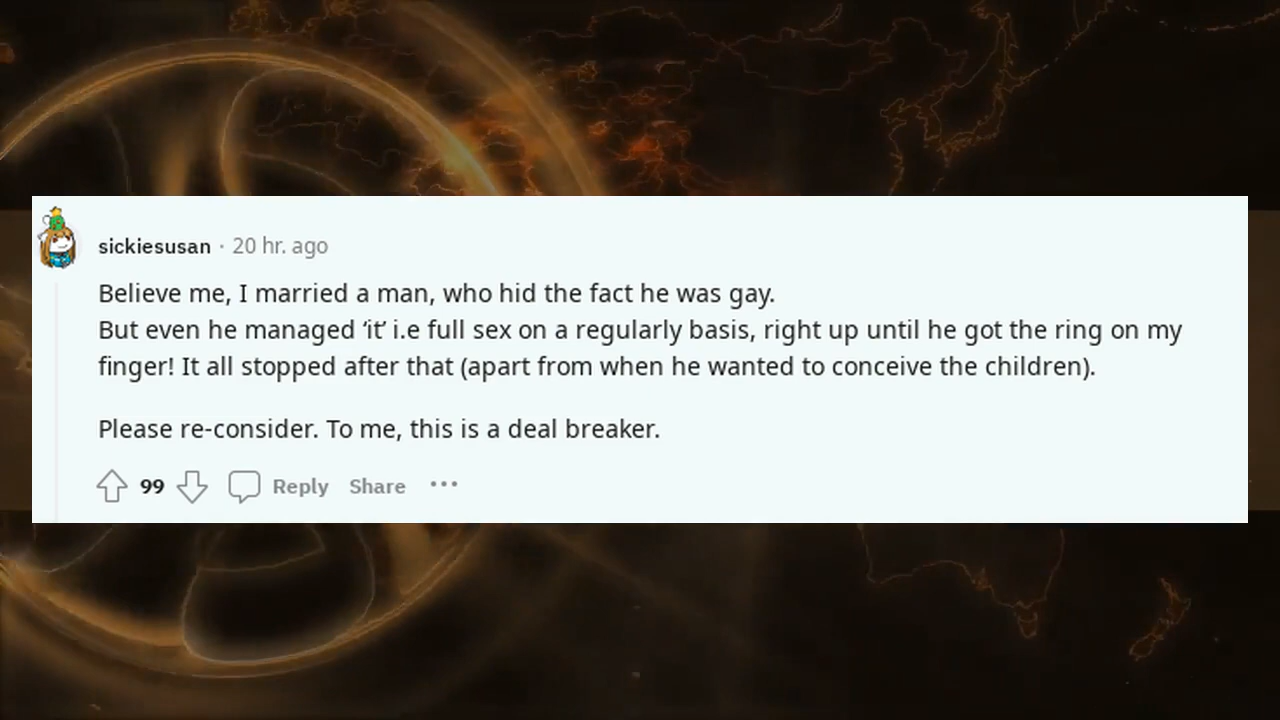 sickiesusan · 20 hr. ago
Believe me, I married a man, who hid the fact he was gay.
But even he managed ‘it’ i.e full sex on a regularly basis, right up until he got the ring on my
finger! It all stopped after that (apart from when he wanted to conceive the children).
Please re-consider. To me, this is a deal breaker.
99 Reply Share ···